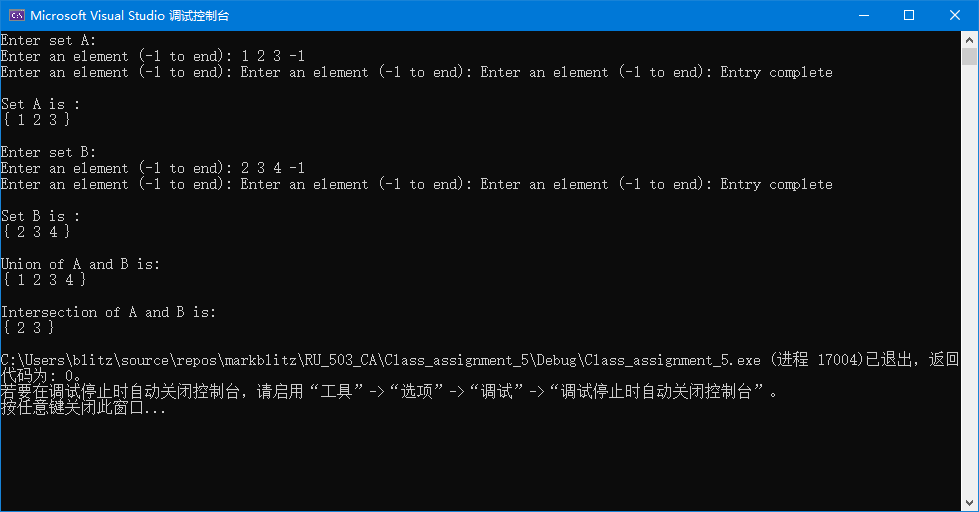 Microsoft Visual Studio 调试控制台
Enter set A:
Enter an element (-1 to end): 1 2 3 -1
Enter an element (-1 to end): Enter an element (-1 to end): Enter an element (-1 to end): Entry complete
Set A is :
{ 1 2 3 }
Enter set B:
Enter an element (-1 to end): 2 3 4 -1
Enter an element (-1 to end): Enter an element (-1 to end): Enter an element (-1 to end): Entry complete
Set B is :
{ 2 3 4 }
Union of A and B is:
{ 1 2 3 4 }
Intersection of A and B is:
{ 2 3 }
C:\Users\blitz\source\repos\markblitz\RU_503_CA\Class_assignment_5\Debug\Class_assignment_5.exe (进程 17004)已退出，返回
代码为: 0。
若要在调试停止时自动关闭控制台，请启用“工具”->“选项”->“调试”->“调试停止时自动关闭控制台”。
按任意键关闭此窗口...